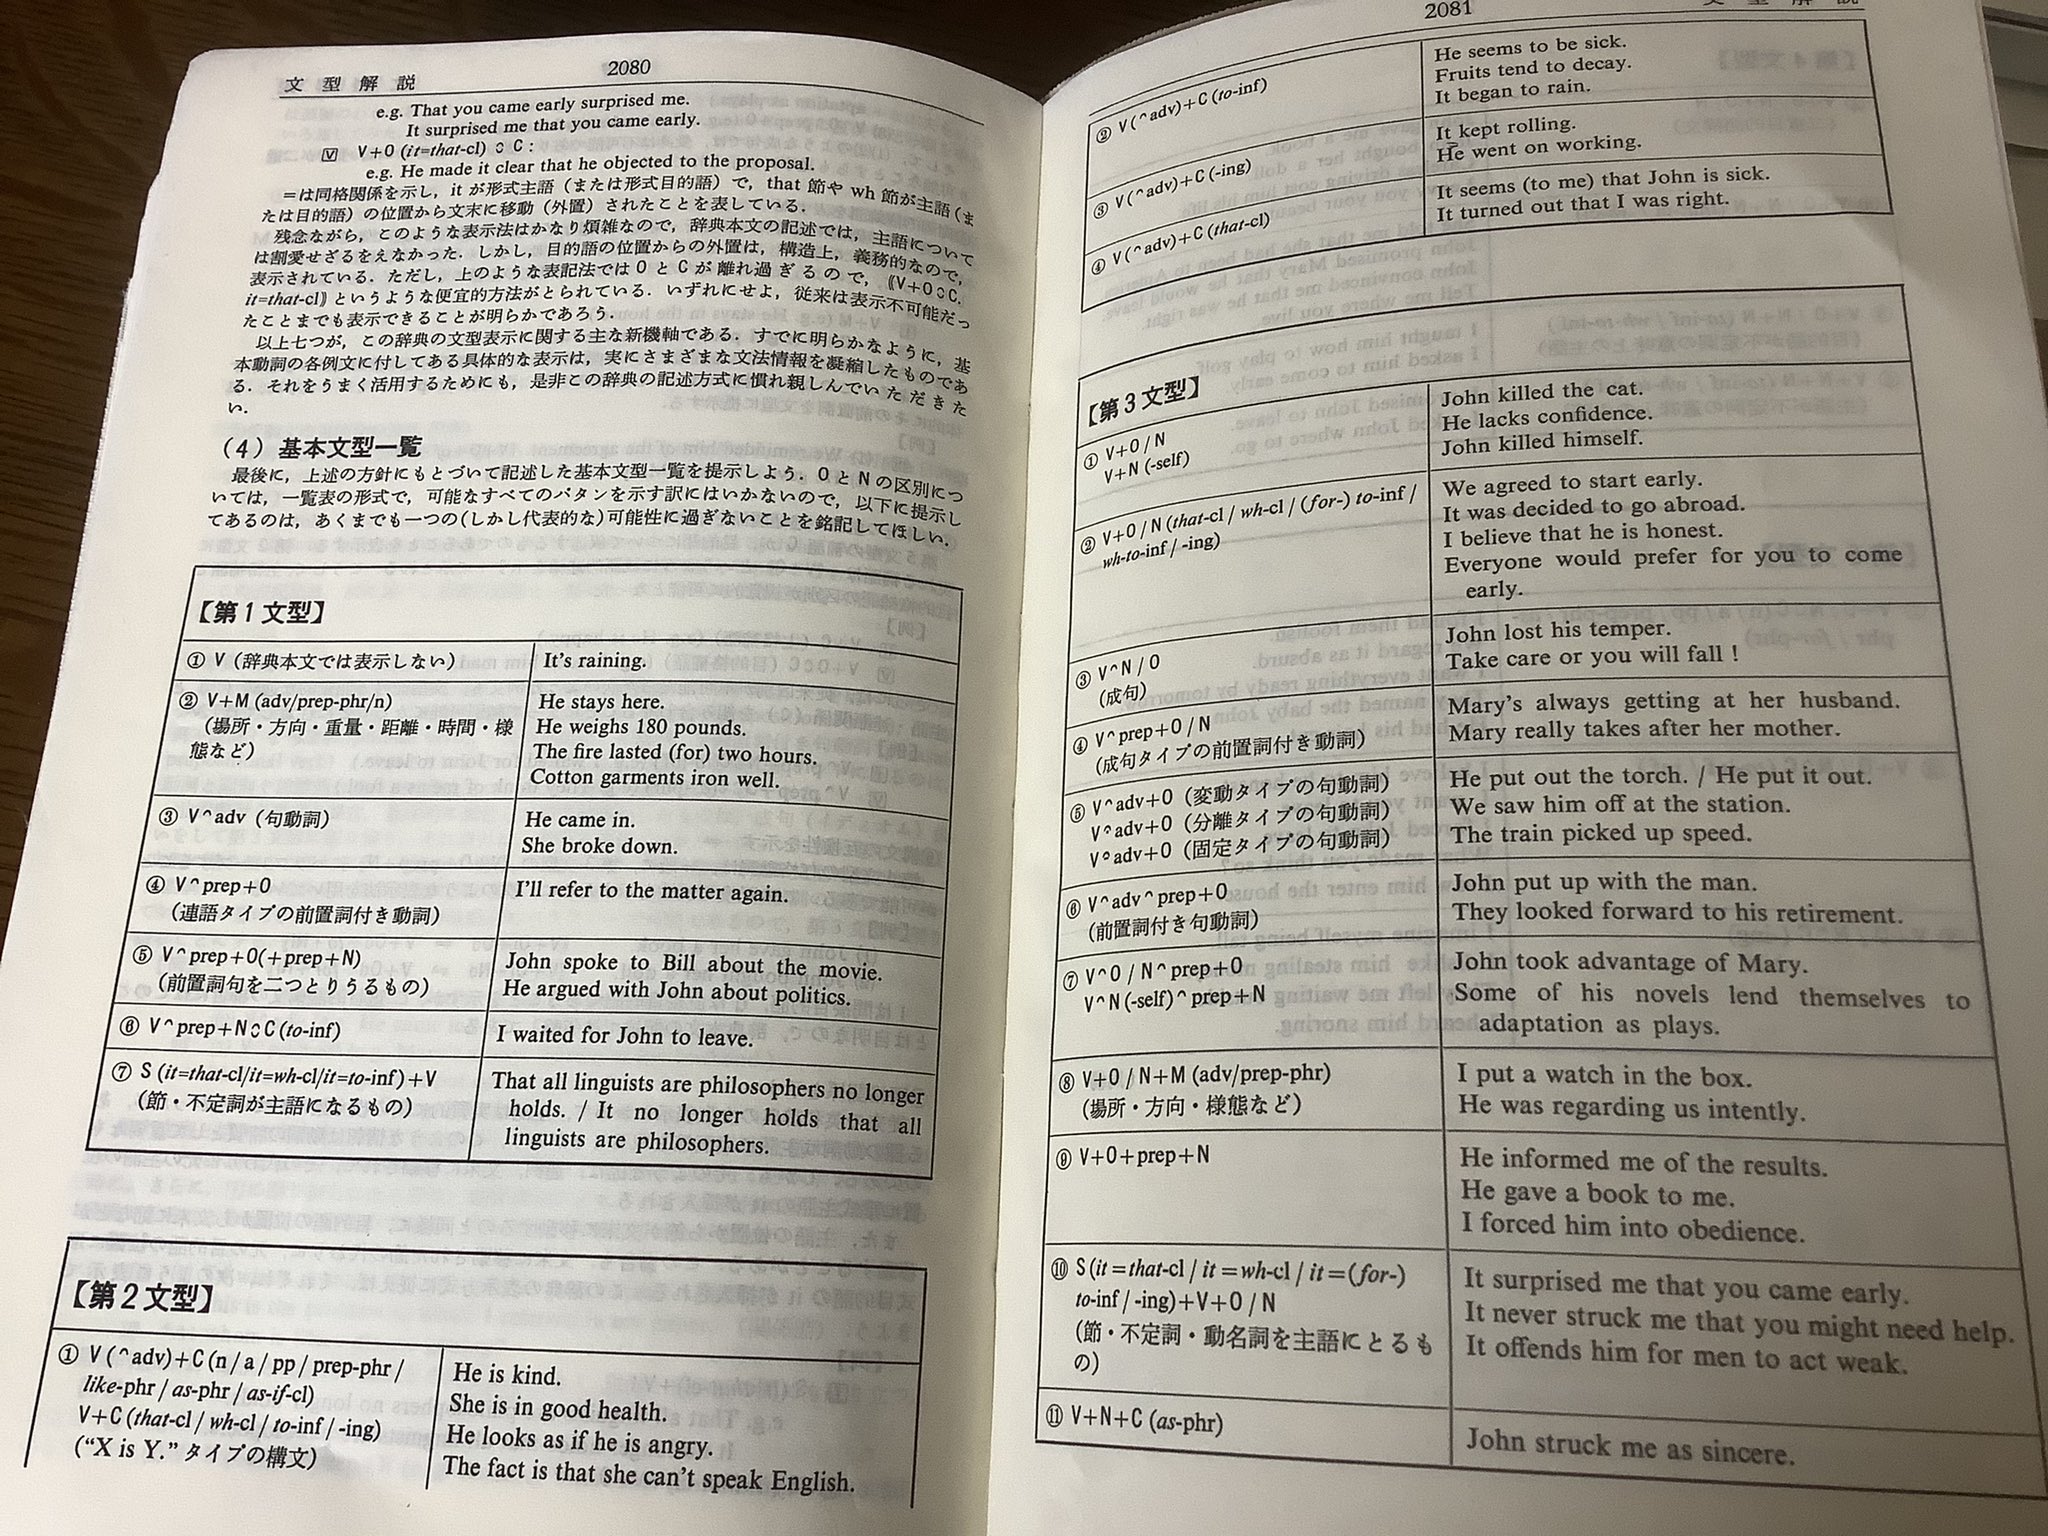 文型解説
2080
e.g. That you came early surprised me.
It surprised me that you came early.
Ⅴ V+O (it=that-cl) ꞉ C :
e.g. He made it clear that he objected to the proposal.
=は同格関係を示し，it が形式主語（または形式目的語）で，that 節や wh 節が主語（ま
たは目的語）の位置から文末に移動（外置）されたことを表している．
残念ながら，このような表示法はかなり煩雑なので，辞典本文の記述では，主語について
は割愛せざるをえなかった．しかし，目的語の位置からの外置は，構造上，義務的なので，
表示されている．ただし，上のような表記法では O と C が離れ過ぎるので，⟪V+O≎C,
it=that-cl⟫というような便宜的方法がとられている．いずれにせよ，従来は表示不可能だっ
たことまでも表示できることが明らかであろう．
以上七つが，この辞典の文型表示に関する主な新機軸である．すでに明らかなように，基
本動詞の各例文に付してある具体的な表示は，実にさまざまな文法情報を凝縮したものであ
る．それをうまく活用するためにも，是非この辞典の記述方式に慣れ親しんでいただきた
い．
（4）基本文型一覧
最後に，上述の方針にもとづいて記述した基本文型一覧を提示しよう．O と N の区別につ
いては，一覧表の形式で，可能なすべてのパタンを示す訳にはいかないので，以下に提示し
てあるのは，あくまでも一つの(しかし代表的な)可能性に過ぎないことを銘記してほしい．
【第1文型】
① V（辞典本文では表示しない）
It's raining.
② V+M (adv/prep-phr/n)
（場所・方向・重量・距離・時間・様
態など）
He stays here.
He weighs 180 pounds.
The fire lasted (for) two hours.
Cotton garments iron well.
③ V^adv（句動詞）
He came in.
She broke down.
④ V^prep+O
（連語タイプの前置詞付き動詞）
I'll refer to the matter again.
⑤ V^prep+O(+prep+N)
（前置詞句を二つとりうるもの）
John spoke to Bill about the movie.
He argued with John about politics.
⑥ V^prep+N≎C (to-inf)
I waited for John to leave.
⑦ S (it=that-cl/it=wh-cl/it=to-inf)+V
（節・不定詞が主語になるもの）
That all linguists are philosophers no longer
holds. / It no longer holds that all
linguists are philosophers.
【第2文型】
① V (^adv)+C (n / a / pp / prep-phr /
like-phr / as-phr / as-if-cl)
V+C (that-cl / wh-cl / to-inf / -ing)
（“X is Y.” タイプの構文）
He is kind.
She is in good health.
He looks as if he is angry.
The fact is that she can't speak English.
2081
文型解説
② V (^adv)+C (to-inf)
He seems to be sick.
Fruits tend to decay.
It began to rain.
③ V (^adv)+C (-ing)
It kept rolling.
He went on working.
④ V (^adv)+C (that-cl)
It seems (to me) that John is sick.
It turned out that I was right.
【第3文型】
① V+O / N
V+N (-self)
John killed the cat.
He lacks confidence.
John killed himself.
② V+O / N (that-cl / wh-cl / (for-) to-inf /
wh-to-inf / -ing)
We agreed to start early.
It was decided to go abroad.
I believe that he is honest.
Everyone would prefer for you to come
early.
③ V^N / O
（成句）
John lost his temper.
Take care or you will fall !
④ V^prep+O / N
（成句タイプの前置詞付き動詞）
Mary's always getting at her husband.
Mary really takes after her mother.
⑤ V^adv+O（変動タイプの句動詞）
V^adv+O（分離タイプの句動詞）
V°adv+O（固定タイプの句動詞）
He put out the torch. / He put it out.
We saw him off at the station.
The train picked up speed.
⑥ V^adv^prep+O
（前置詞付き句動詞）
John put up with the man.
They looked forward to his retirement.
⑦ V^O / N^prep+O
V^N (-self)^prep+N
John took advantage of Mary.
Some of his novels lend themselves to
adaptation as plays.
⑧ V+O / N+M (adv/prep-phr)
（場所・方向・様態など）
I put a watch in the box.
He was regarding us intently.
⑨ V+O+prep+N
He informed me of the results.
He gave a book to me.
I forced him into obedience.
⑩ S (it=that-cl / it=wh-cl / it=(for-)
to-inf / -ing)+V+O / N
（節・不定詞・動名詞を主語にとるも
の）
It surprised me that you came early.
It never struck me that you might need help.
It offends him for men to act weak.
⑪ V+N+C (as-phr)
John struck me as sincere.